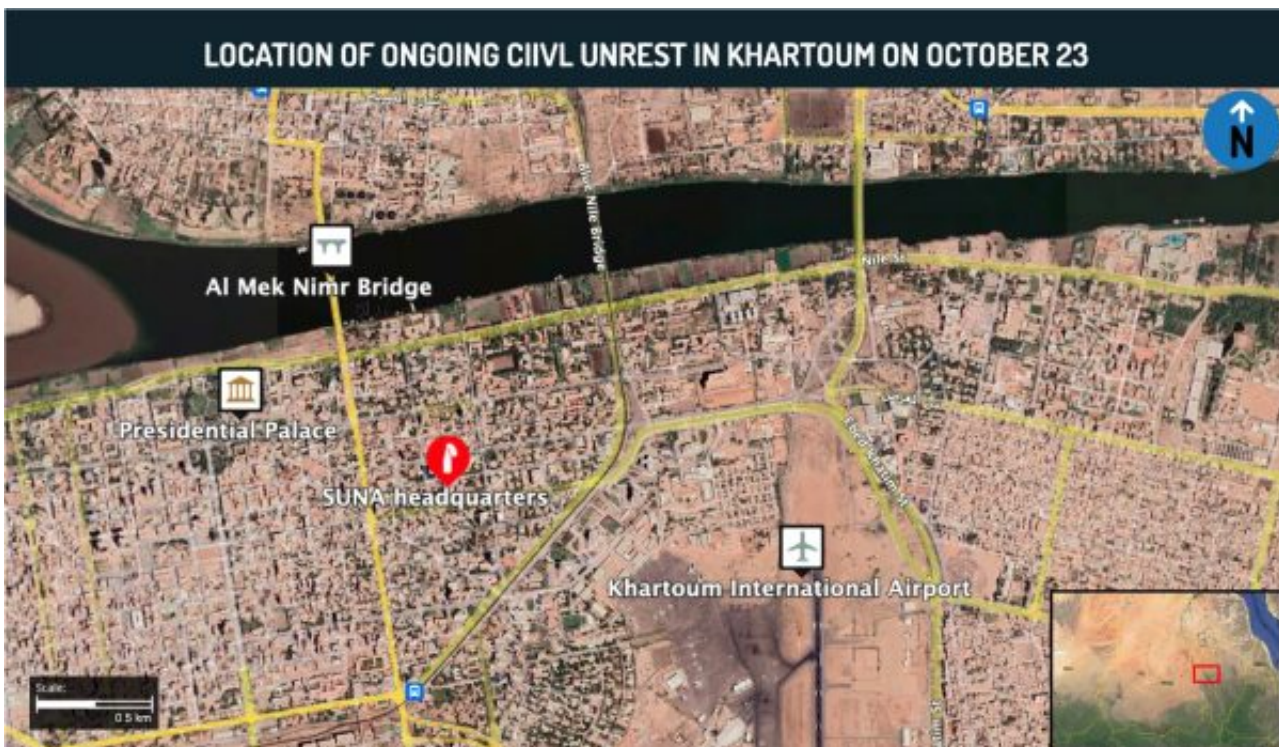 LOCATION OF ONGOING CIIVL UNREST IN KHARTOUM ON OCTOBER 23
N
Blue Nile Bridge
Al Mek Nimr Bridge
Nile St
Presidential Palace
SUNA headquarters
Khartoum International Airport
Scale:
0.5 km